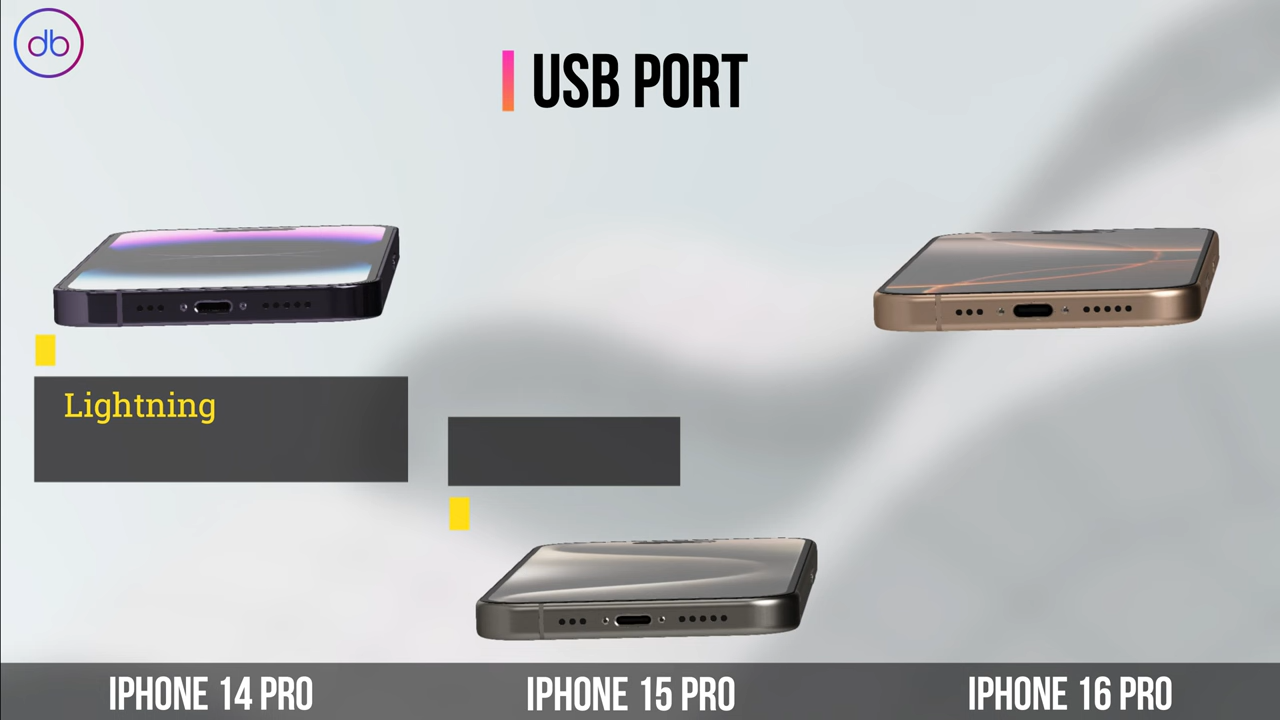 db
USB PORT
Lightning
IPHONE 14 PRO
IPHONE 15 PRO
IPHONE 16 PRO